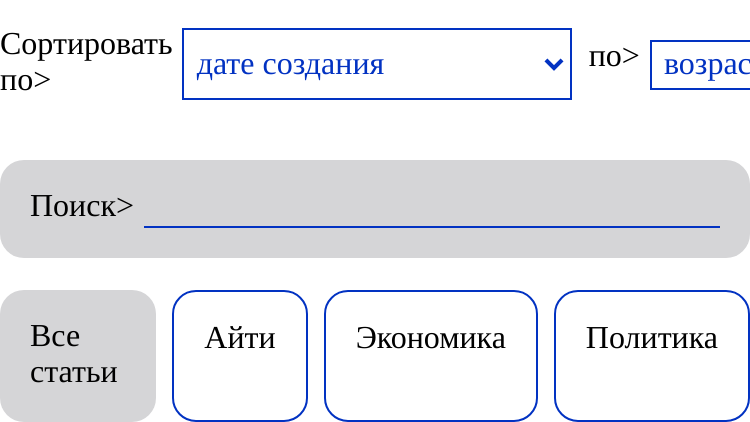 Сортировать
по>
дате создания
по>
возрас
Поиск>
Все
статьи
Айти
Экономика
Политика